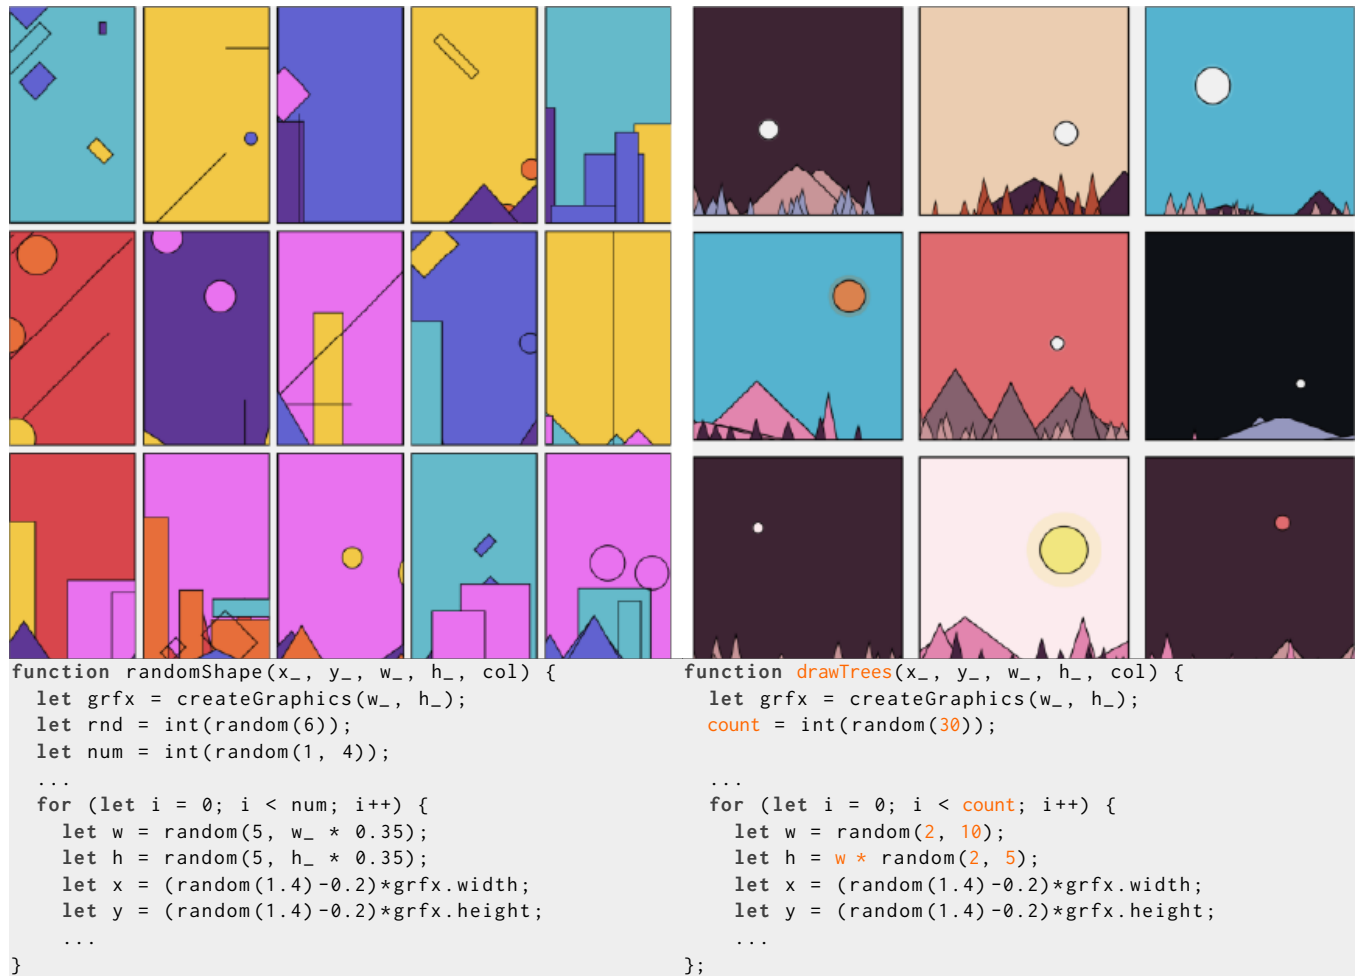 function randomShape(x_, y_, w_, h_, col) {
  let grfx = createGraphics(w_, h_);
  let rnd = int(random(6));
  let num = int(random(1, 4));
  ...
  for (let i = 0; i < num; i++) {
    let w = random(5, w_ * 0.35);
    let h = random(5, h_ * 0.35);
    let x = (random(1.4)-0.2)*grfx.width;
    let y = (random(1.4)-0.2)*grfx.height;
    ...
}
function drawTrees(x_, y_, w_, h_, col) {
  let grfx = createGraphics(w_, h_);
  count = int(random(30));
  ...
  for (let i = 0; i < count; i++) {
    let w = random(2, 10);
    let h = w * random(2, 5);
    let x = (random(1.4)-0.2)*grfx.width;
    let y = (random(1.4)-0.2)*grfx.height;
    ...
};